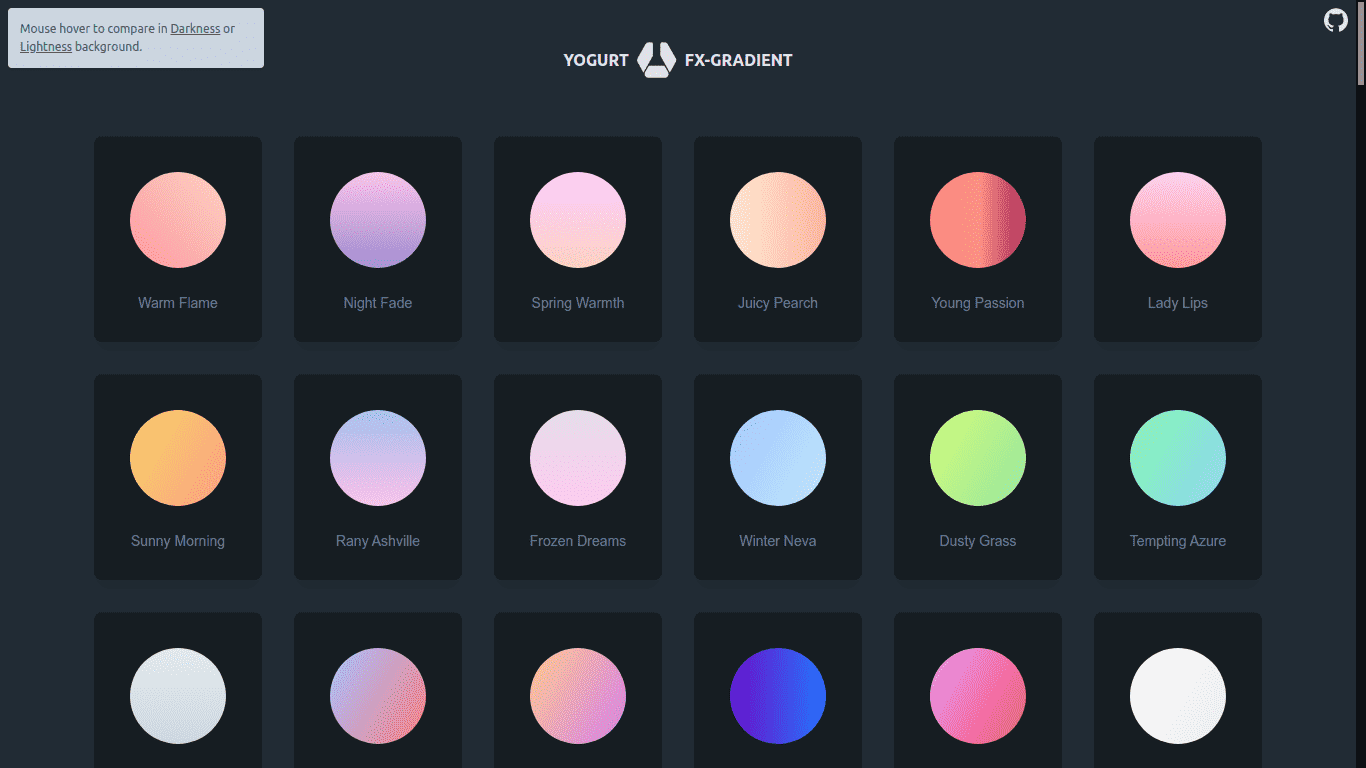 Mouse hover to compare in Darkness or
Lightness background.
YOGURT FX-GRADIENT
Warm Flame
Night Fade
Spring Warmth
Juicy Pearch
Young Passion
Lady Lips
Sunny Morning
Rany Ashville
Frozen Dreams
Winter Neva
Dusty Grass
Tempting Azure